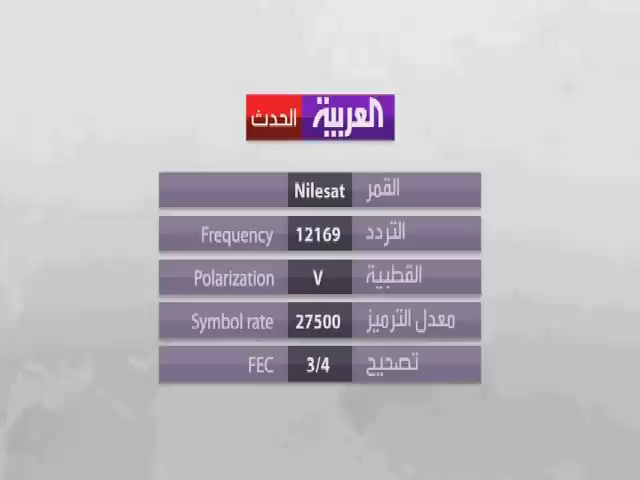 العربية الحدث
القمر Nilesat
التردد 12169 Frequency
القطبية V Polarization
معدل الترميز 27500 Symbol rate
تصحيح 3/4 FEC